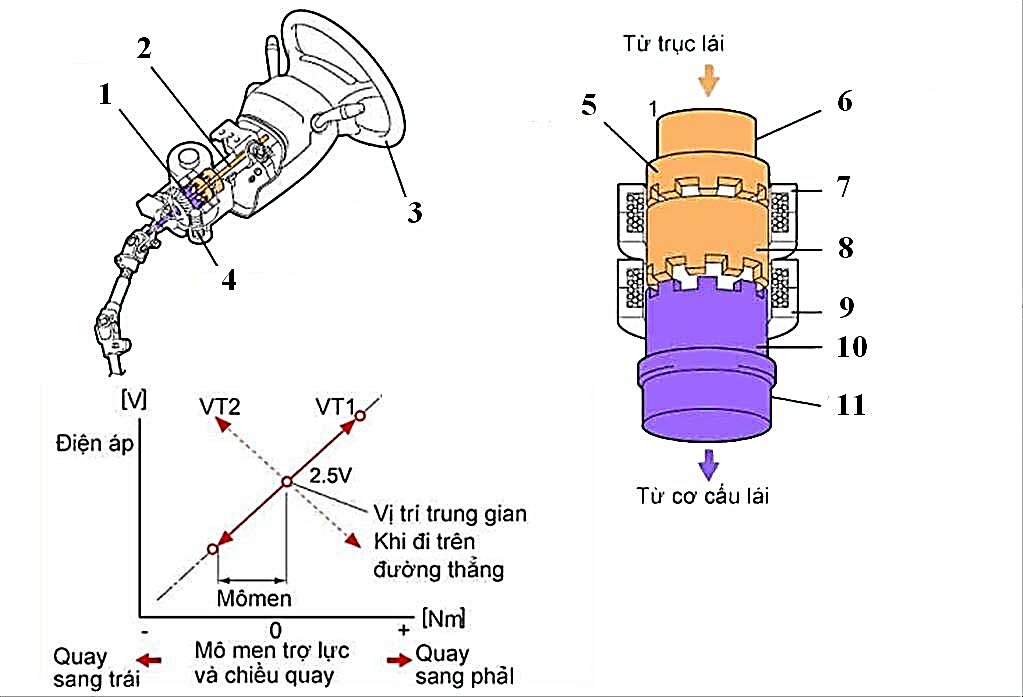 1
2
3
4
Từ trục lái
5
1
6
7
8
9
10
11
Từ cơ cấu lái
[V]
Điện áp
VT2
VT1
2.5V
Vị trí trung gian
Khi đi trên
đường thẳng
Mômen
[Nm]
-
0
+
Quay
sang trái
Mô men trợ lực
và chiều quay
Quay
sang phải